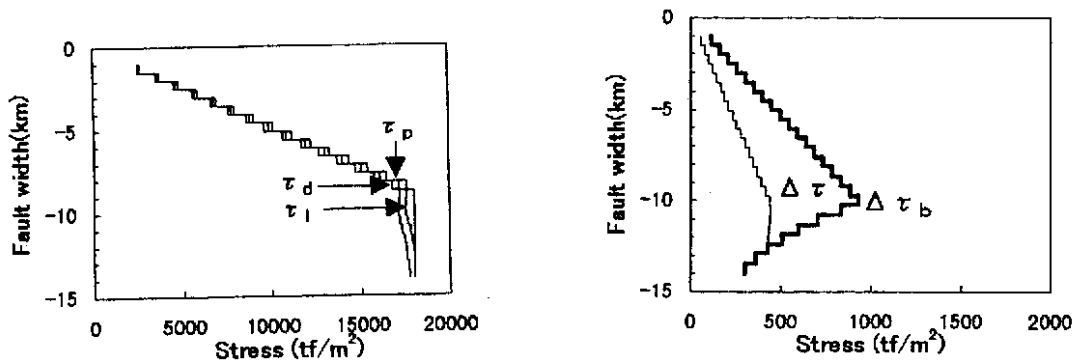 0
-5
-10
-15
Fault width(km)
τ p
τ d
τ i
0 5000 10000 15000 20000
Stress (tf/m²)
0
-5
-10
-15
Fault width(km)
Δ τ
Δ τ b
0 500 1000 1500 2000
Stress (tf/m²)